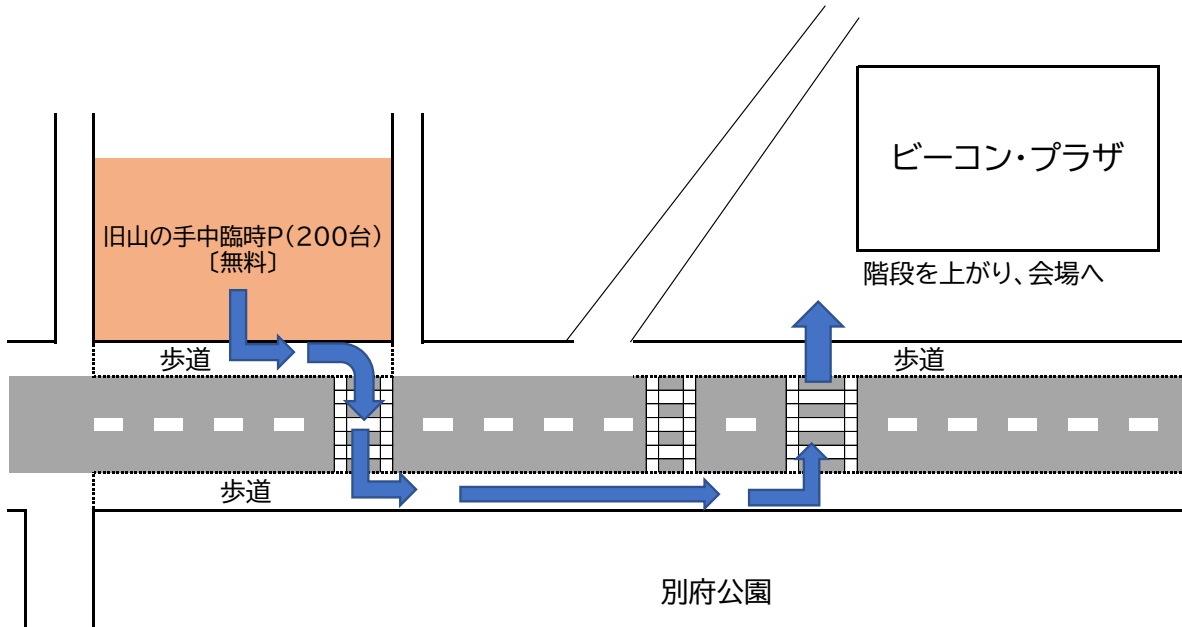 ビーコン・プラザ
旧山の手中臨時P(200台)
〔無料〕
階段を上がり、会場へ
歩道
歩道
歩道
別府公園